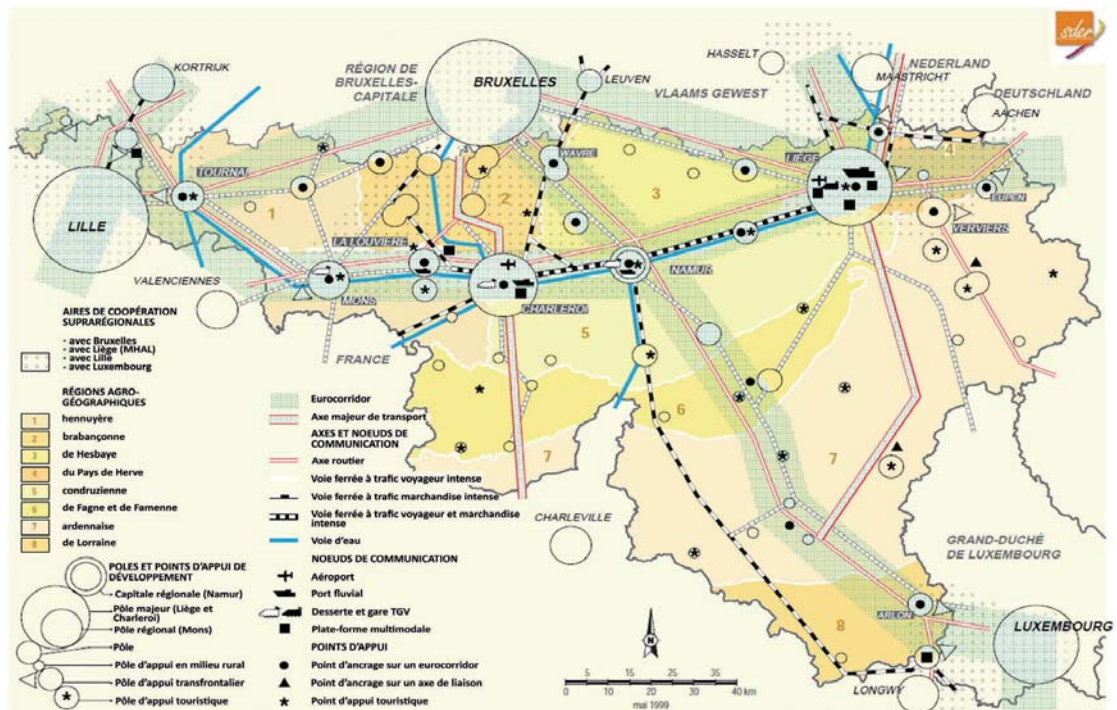 sder
KORTRIJK
RÉGION DE
BRUXELLES-
CAPITALE
BRUXELLES
LEUVEN
HASSELT
VLAAMS GEWEST
NEDERLAND
MAASTRICHT
DEUTSCHLAND
AACHEN
LILLE
TOURNAI
1
2
WAVRE
3
LIÈGE
4
EUPEN
VERVIERS
LA LOUVIÈRE
VALENCIENNES
MONS
CHARLEROI
NAMUR
FRANCE
5
6
7
7
CHARLEVILLE
GRAND-DUCHÉ
DE LUXEMBOURG
8
ARLON
LUXEMBOURG
LONGWY
AIRES DE COOPÉRATION
SUPRARÉGIONALES
- avec Bruxelles
- avec Liège (MHAL)
- avec Lille
- avec Luxembourg
RÉGIONS AGRO-
GÉOGRAPHIQUES
1 hennuyère
2 brabançonne
3 de Hesbaye
4 du Pays de Herve
5 condruzienne
6 de Fagne et de Famenne
7 ardennaise
8 de Lorraine
POLES ET POINTS D'APPUI DE
DÉVELOPPEMENT
Capitale régionale (Namur)
Pôle majeur (Liège et
Charleroi)
Pôle régional (Mons)
Pôle
Pôle d'appui en milieu rural
Pôle d'appui transfrontalier
Pôle d'appui touristique
Eurocorridor
Axe majeur de transport
AXES ET NOEUDS DE
COMMUNICATION
Axe routier
Voie ferrée à trafic voyageur intense
Voie ferrée à trafic marchandise intense
Voie ferrée à trafic voyageur et marchandise
intense
Voie d'eau
NOEUDS DE COMMUNICATION
Aéroport
Port fluvial
Desserte et gare TGV
Plate-forme multimodale
POINTS D'APPUI
Point d'ancrage sur un eurocorridor
Point d'ancrage sur un axe de liaison
Point d'appui touristique
N
5 15 25 35
0 10 20 30 40 km
mai 1999